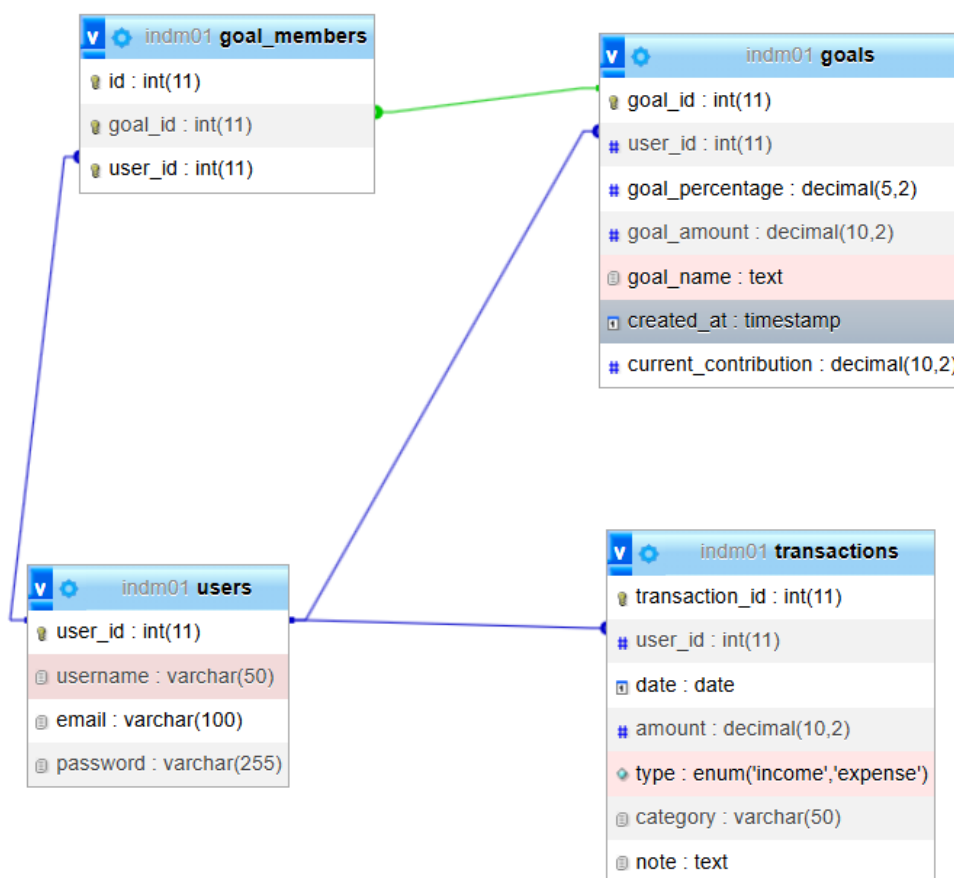 v indm01 goal_members
id : int(11)
goal_id : int(11)
user_id : int(11)
v indm01 goals
goal_id : int(11)
user_id : int(11)
goal_percentage : decimal(5,2)
goal_amount : decimal(10,2)
goal_name : text
created_at : timestamp
current_contribution : decimal(10,2)
v indm01 users
user_id : int(11)
username : varchar(50)
email : varchar(100)
password : varchar(255)
v indm01 transactions
transaction_id : int(11)
user_id : int(11)
date : date
amount : decimal(10,2)
type : enum('income','expense')
category : varchar(50)
note : text